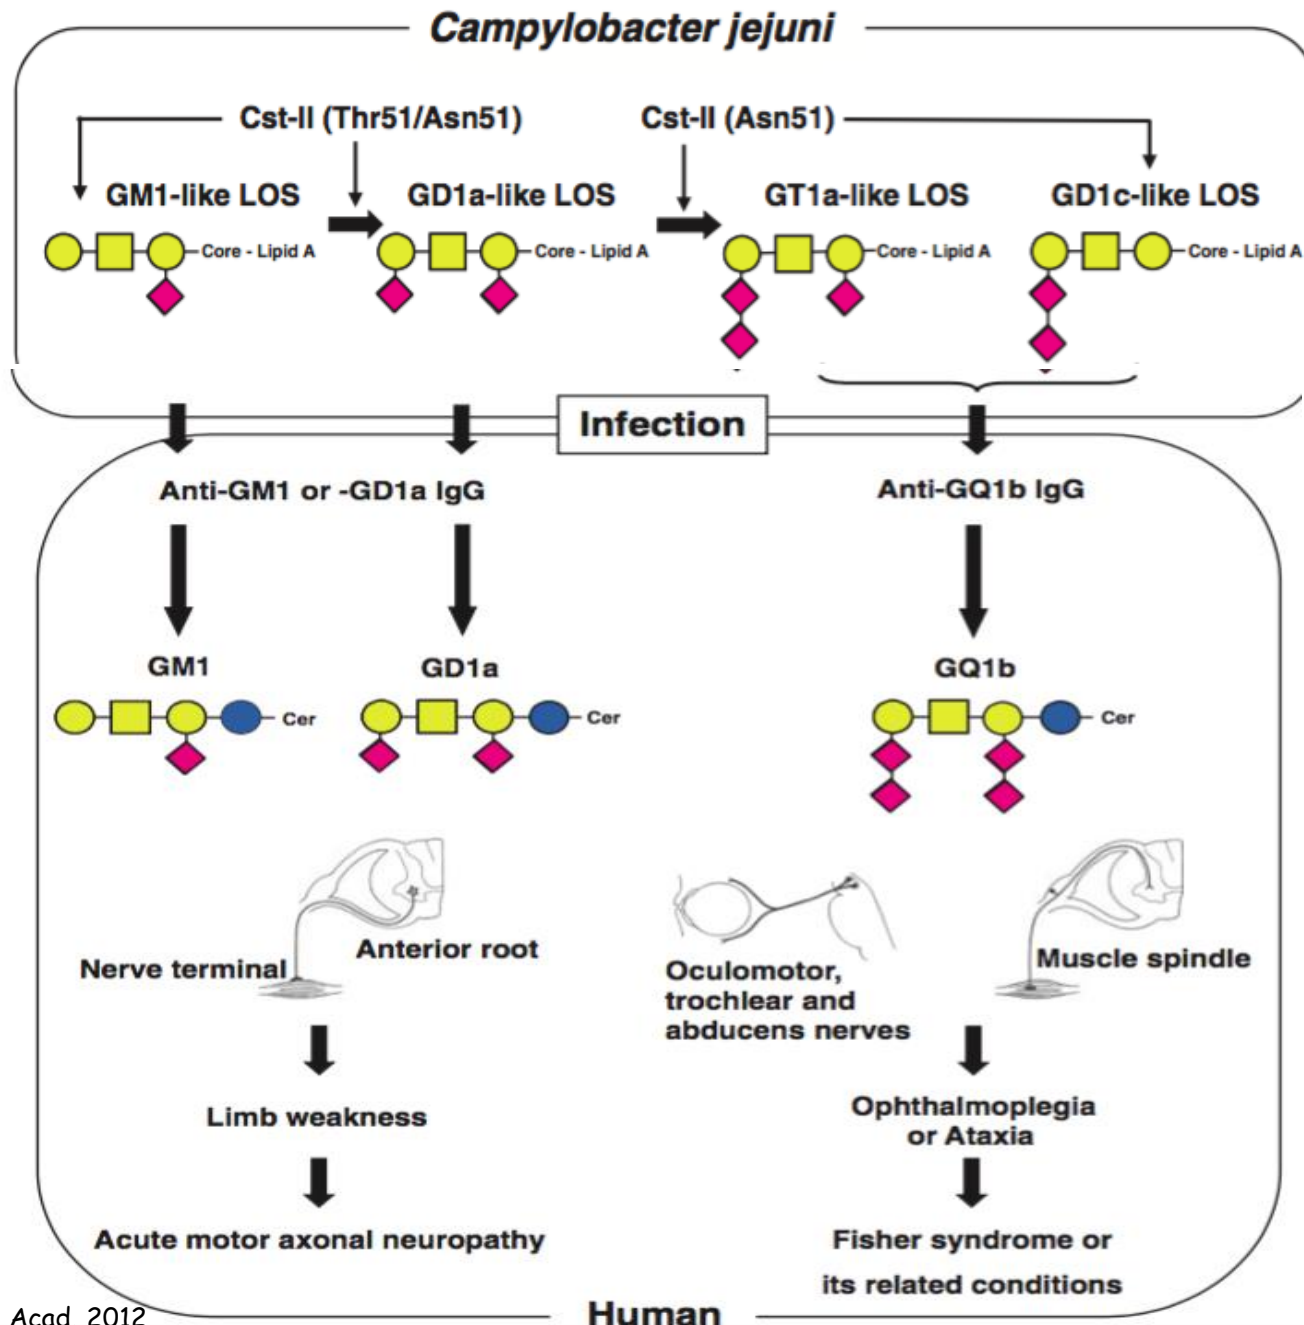 Campylobacter jejuni
Cst-II (Thr51/Asn51)
Cst-II (Asn51)
GM1-like LOS
GD1a-like LOS
GT1a-like LOS
GD1c-like LOS
Core - Lipid A
Core - Lipid A
Core - Lipid A
Core - Lipid A
Infection
Anti-GM1 or -GD1a IgG
Anti-GQ1b IgG
GM1
GD1a
GQ1b
Cer
Cer
Cer
Nerve terminal
Anterior root
Oculomotor,
trochlear and
abducens nerves
Muscle spindle
Limb weakness
Ophthalmoplegia
or Ataxia
Acute motor axonal neuropathy
Fisher syndrome or
its related conditions
Acad 2012
Human